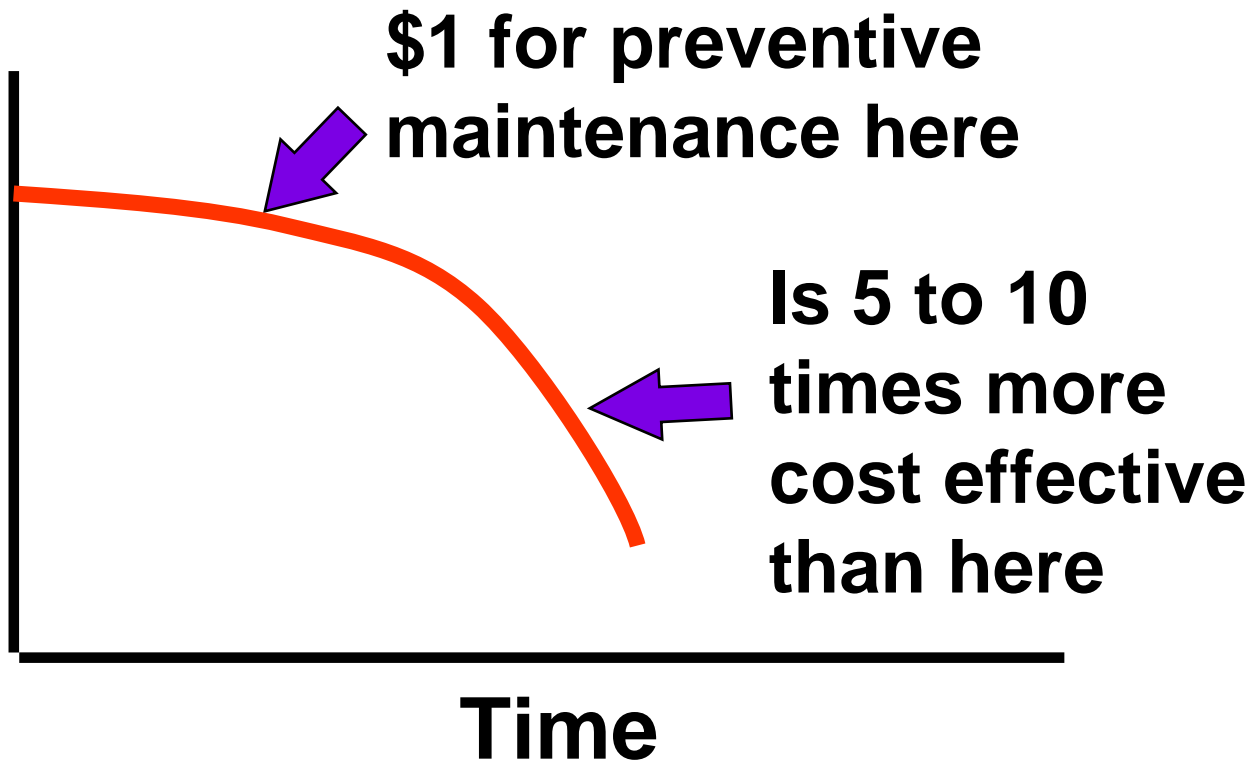 $1 for preventive
maintenance here
Is 5 to 10
times more
cost effective
than here
Time